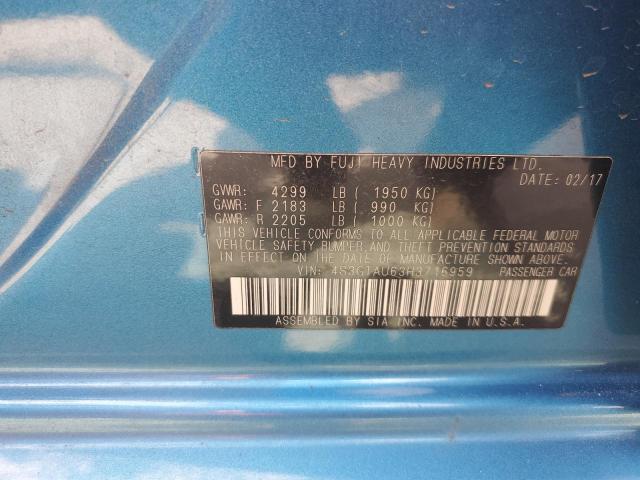 MFD BY FUJI HEAVY INDUSTRIES LTD.
DATE: 02/17
GVWR: 4299 LB ( 1950 KG)
GAWR: F 2183 LB ( 990 KG)
GAWR: R 2205 LB ( 1000 KG)
THIS VEHICLE CONFORMS TO ALL APPLICABLE FEDERAL MOTOR
VEHICLE SAFETY,BUMPER,AND THEFT PREVENTION STANDARDS
IN EFFECT ON THE DATE OF MANUFACTURE SHOWN ABOVE.
VIN: 4S3GTAU63H3716959 PASSENGER CAR
ASSEMBLED BY SIA INC. MADE IN U.S.A.